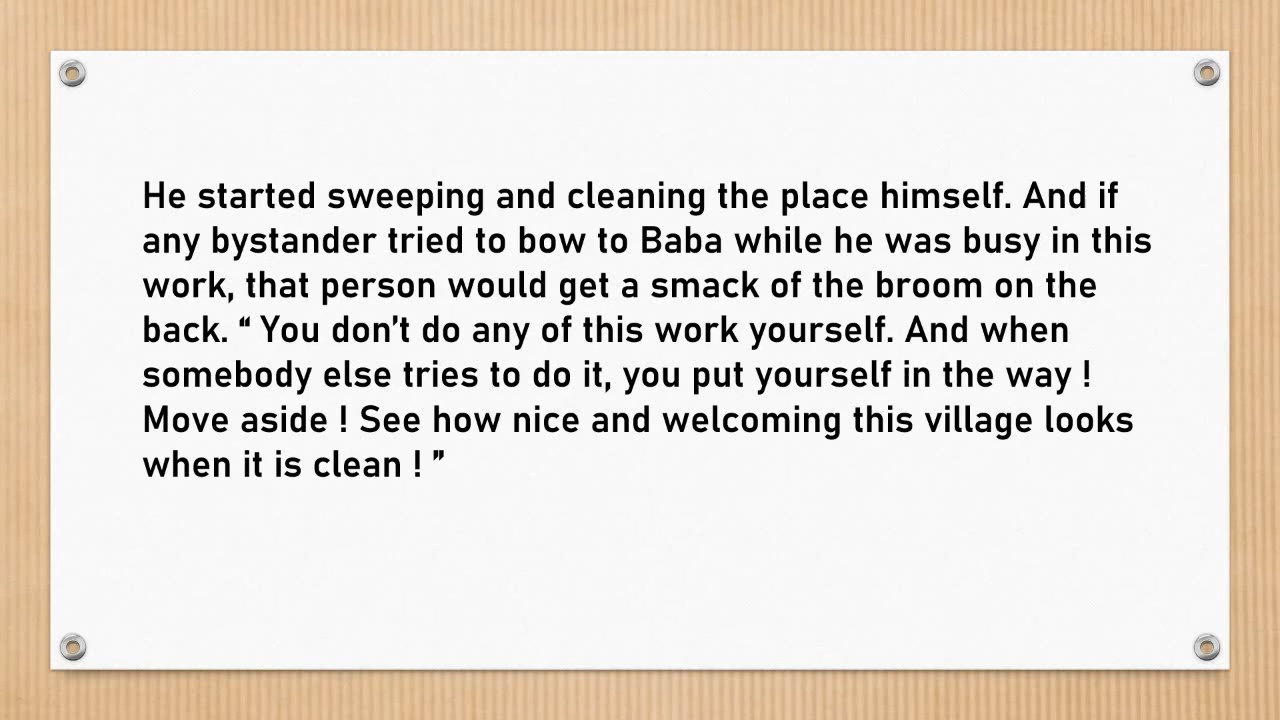 He started sweeping and cleaning the place himself. And if
any bystander tried to bow to Baba while he was busy in this
work, that person would get a smack of the broom on the
back. “ You don’t do any of this work yourself. And when
somebody else tries to do it, you put yourself in the way !
Move aside ! See how nice and welcoming this village looks
when it is clean ! ”